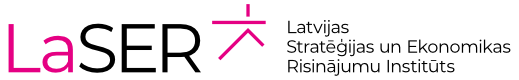 LaSER
Latvijas
Stratēģijas un Ekonomikas
Risinājumu Institūts